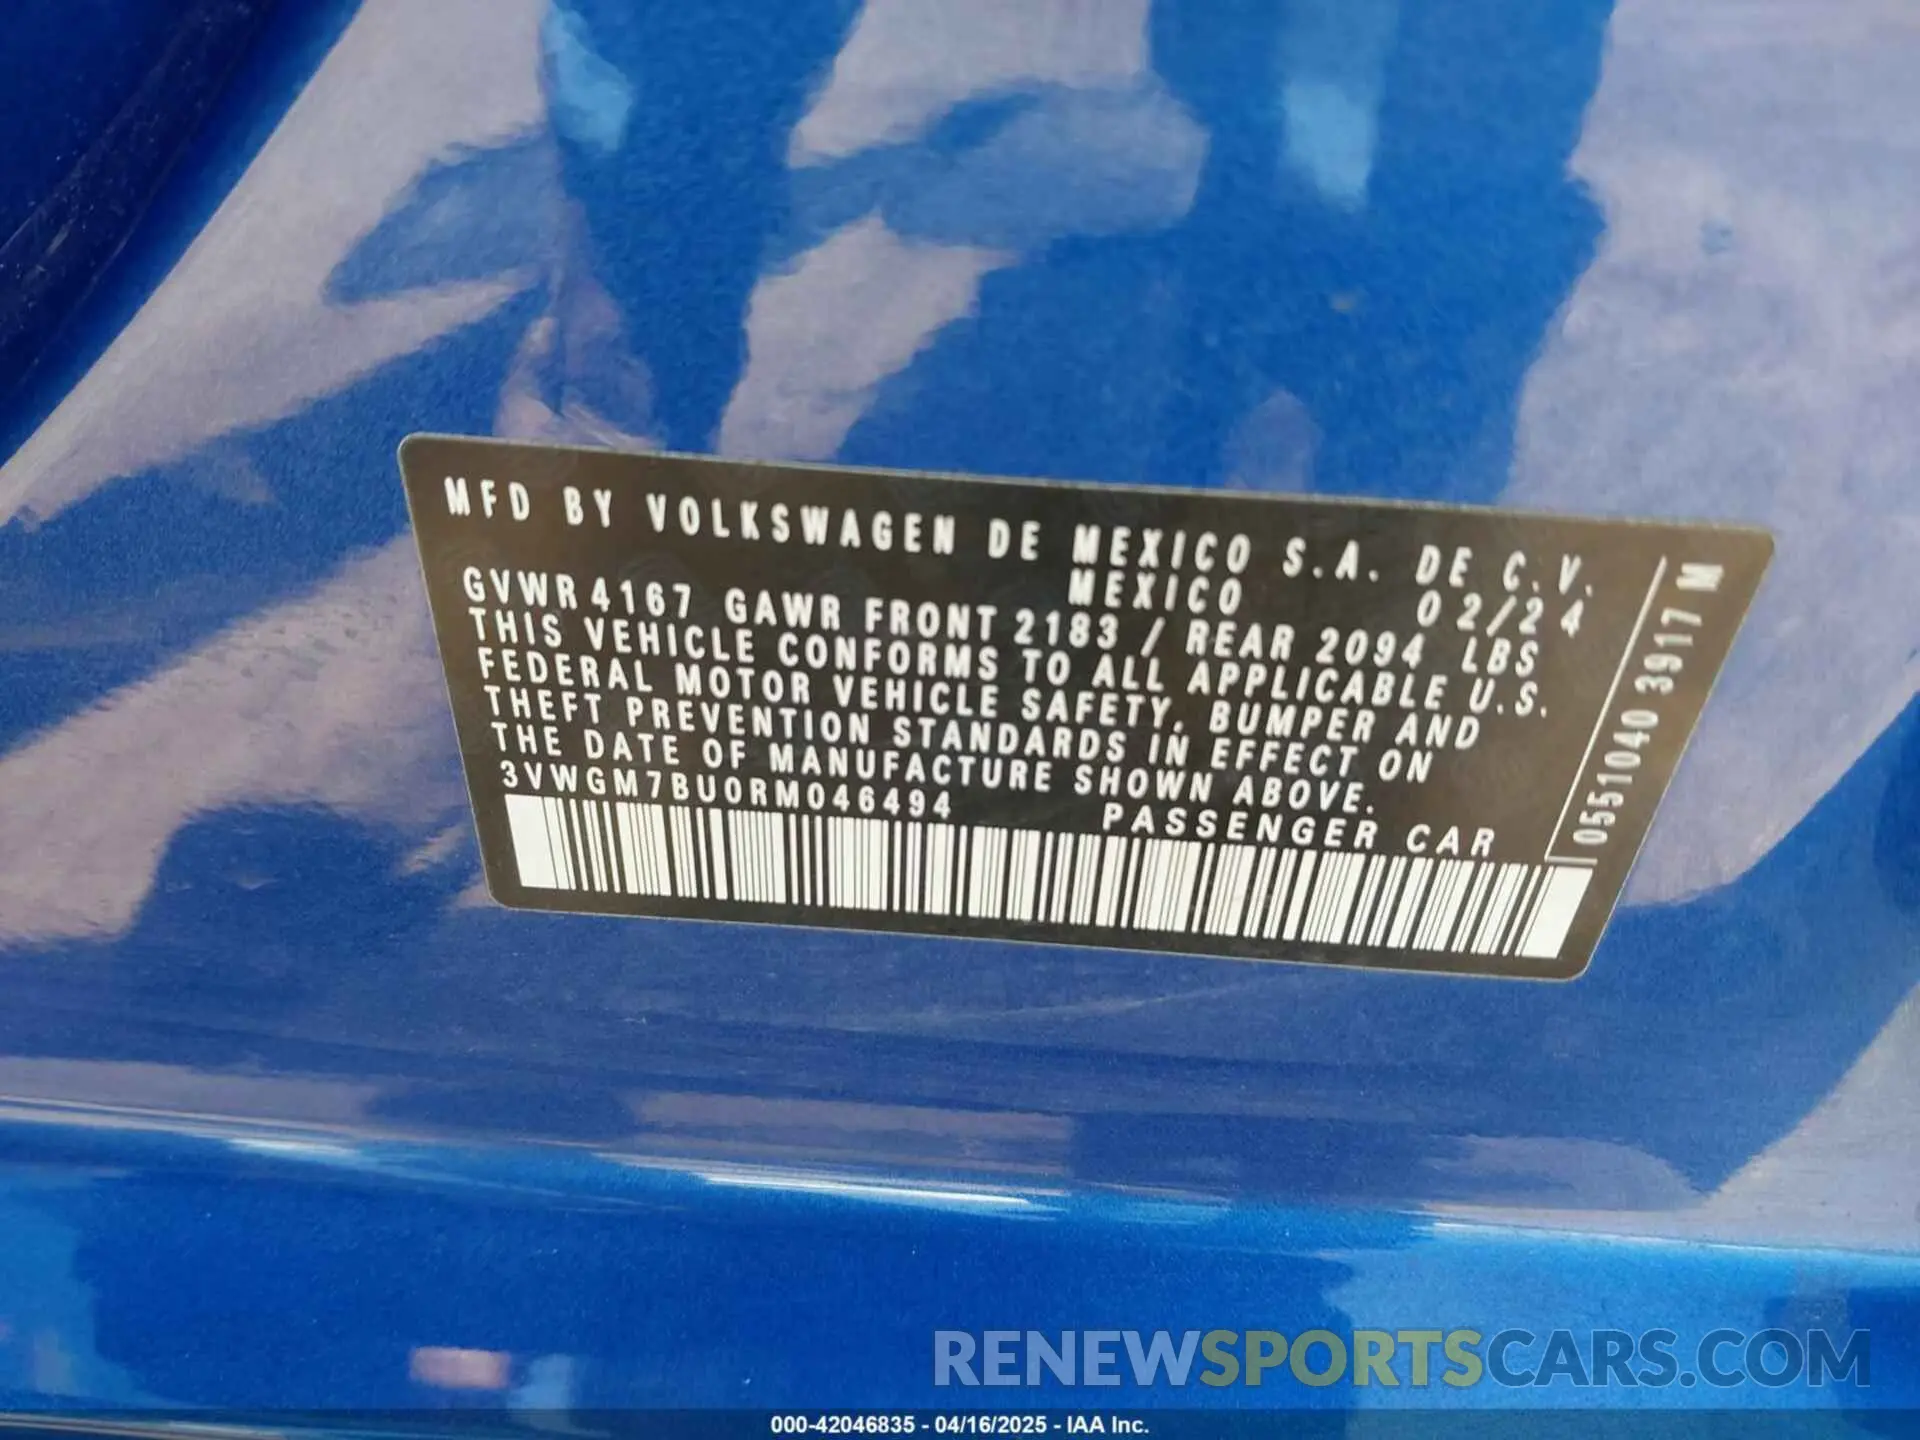 MFD BY VOLKSWAGEN DE MEXICO S.A. DE C.V.
MEXICO 02/24
GVWR 4167 GAWR FRONT 2183 / REAR 2094 LBS
THIS VEHICLE CONFORMS TO ALL APPLICABLE U.S.
FEDERAL MOTOR VEHICLE SAFETY, BUMPER AND
THEFT PREVENTION STANDARDS IN EFFECT ON
THE DATE OF MANUFACTURE SHOWN ABOVE.
3VWGM7BU0RM046494 PASSENGER CAR
0551040 3917 M
RENEWSPORTSCARS.COM
000-42046835 - 04/16/2025 - IAA Inc.